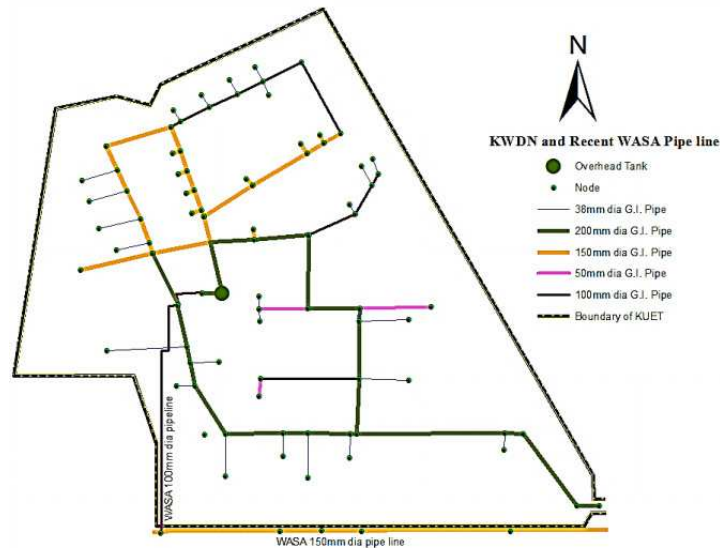 N
KWDN and Recent WASA Pipe line
Overhead Tank
Node
38mm dia G.I. Pipe
200mm dia G.I. Pipe
150mm dia G.I. Pipe
50mm dia G.I. Pipe
100mm dia G.I. Pipe
Boundary of KUET
WASA 100mm dia pipeline
WASA 150mm dia pipe line